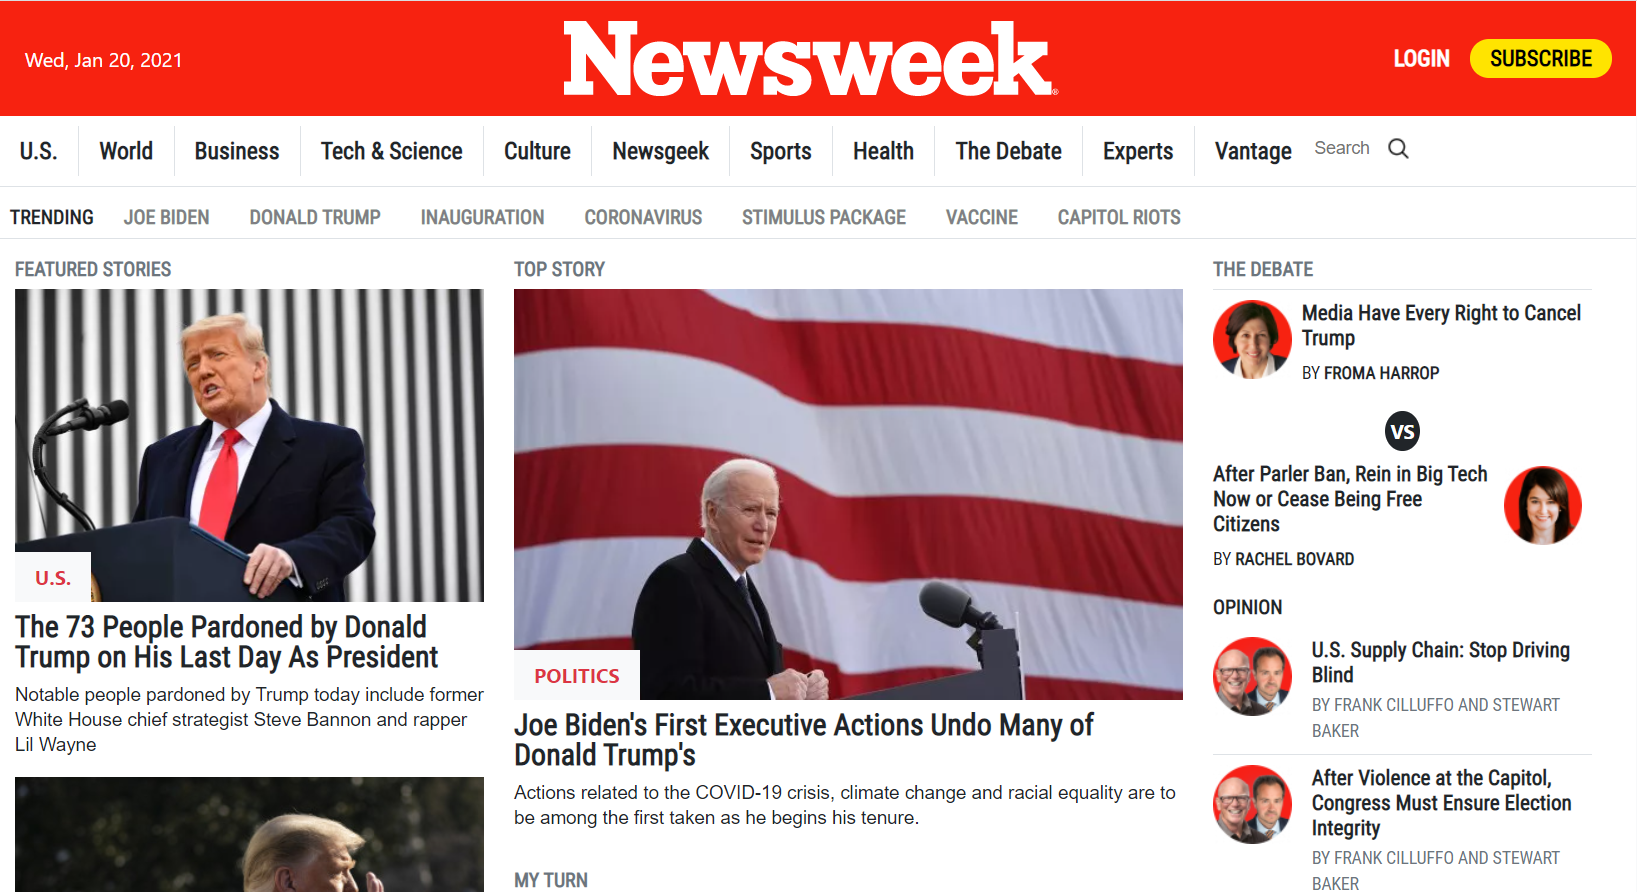 Wed, Jan 20, 2021
Newsweek®
LOGIN
SUBSCRIBE
U.S.
World
Business
Tech & Science
Culture
Newsgeek
Sports
Health
The Debate
Experts
Vantage
Search
TRENDING
JOE BIDEN
DONALD TRUMP
INAUGURATION
CORONAVIRUS
STIMULUS PACKAGE
VACCINE
CAPITOL RIOTS
FEATURED STORIES
U.S.
The 73 People Pardoned by Donald
Trump on His Last Day As President
Notable people pardoned by Trump today include former
White House chief strategist Steve Bannon and rapper
Lil Wayne
TOP STORY
POLITICS
Joe Biden's First Executive Actions Undo Many of
Donald Trump's
Actions related to the COVID-19 crisis, climate change and racial equality are to
be among the first taken as he begins his tenure.
MY TURN
THE DEBATE
Media Have Every Right to Cancel
Trump
BY FROMA HARROP
VS
After Parler Ban, Rein in Big Tech
Now or Cease Being Free
Citizens
BY RACHEL BOVARD
OPINION
U.S. Supply Chain: Stop Driving
Blind
BY FRANK CILLUFFO AND STEWART
BAKER
After Violence at the Capitol,
Congress Must Ensure Election
Integrity
BY FRANK CILLUFFO AND STEWART
BAKER